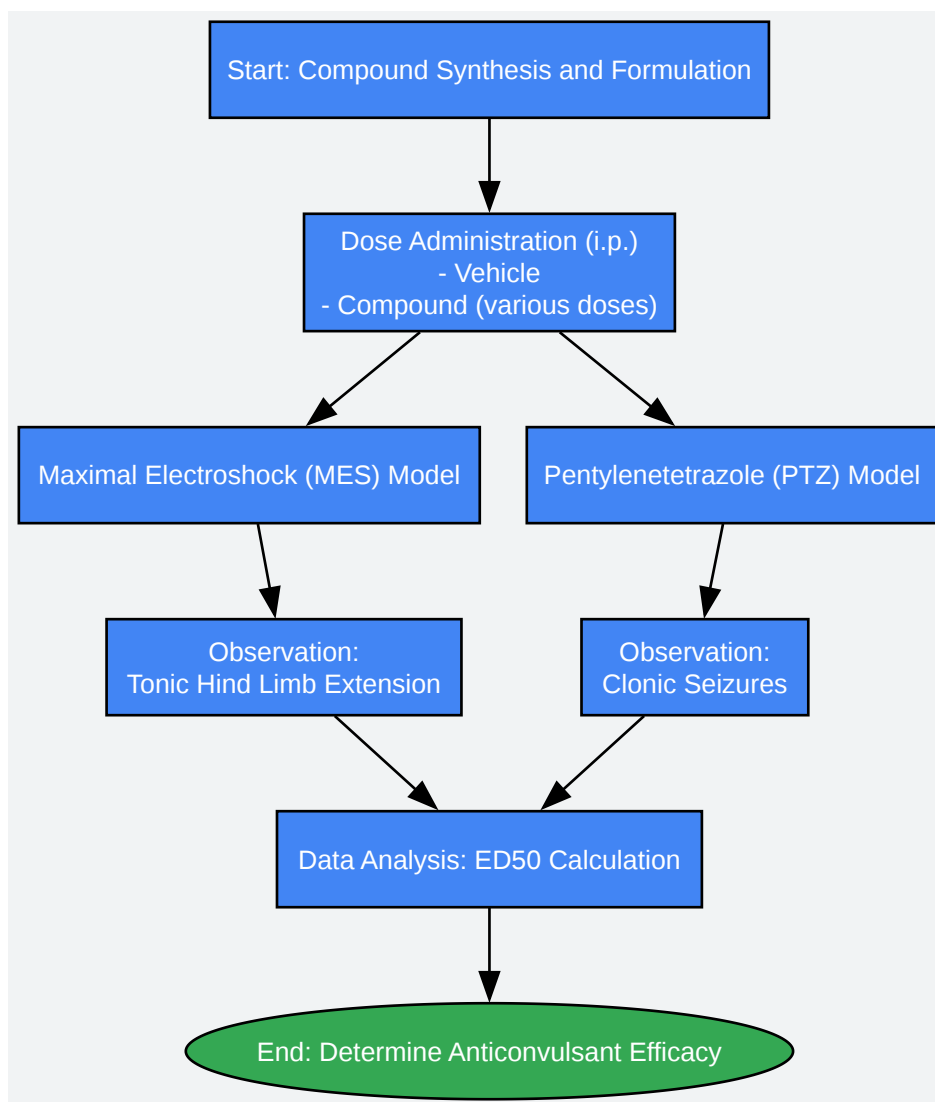 Start: Compound Synthesis and Formulation
Dose Administration (i.p.)
- Vehicle
- Compound (various doses)
Maximal Electroshock (MES) Model
Pentylenetetrazole (PTZ) Model
Observation:
Tonic Hind Limb Extension
Observation:
Clonic Seizures
Data Analysis: ED50 Calculation
End: Determine Anticonvulsant Efficacy